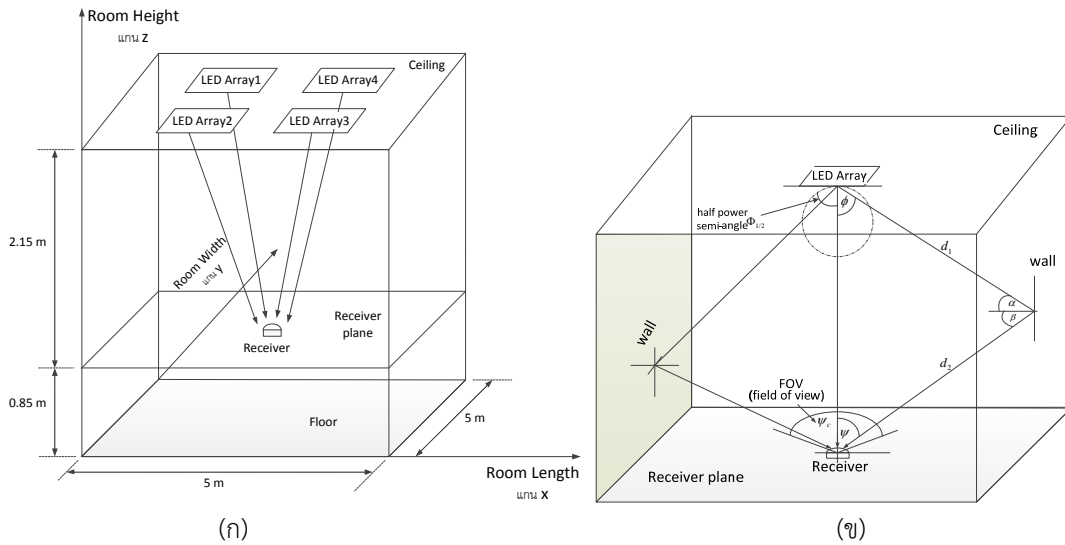 Room Height
แกน Z
Ceiling
LED Array1
LED Array4
LED Array2
LED Array3
2.15 m
Room Width
แกน y
Receiver
plane
Receiver
0.85 m
Floor
5 m
5 m
Room Length
แกน X
(ก)
Ceiling
LED Array
half power
semi-angle Φ1/2
ϕ
d1
wall
α
β
wall
d2
FOV
(field of view)
ψc
ψ
Receiver
Receiver plane
(ข)